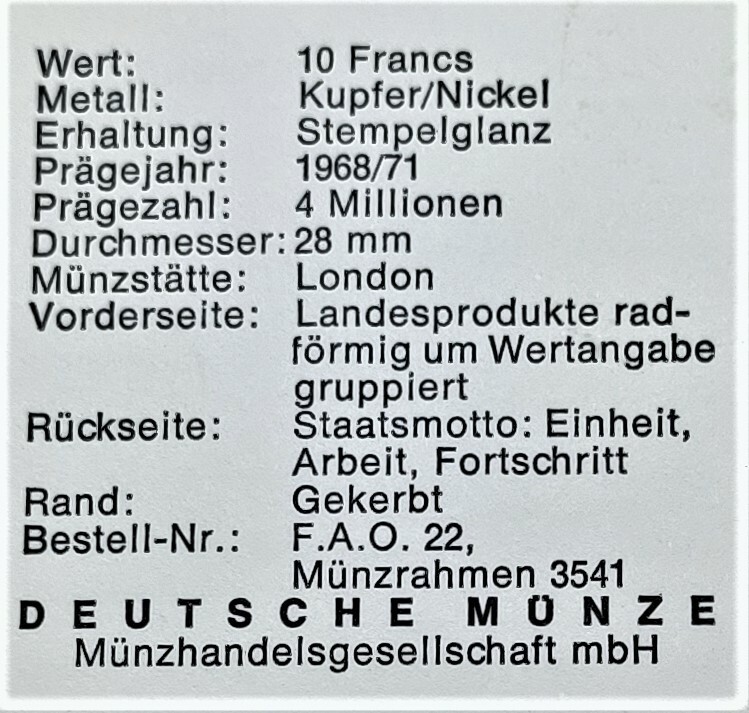 Wert: 10 Francs
Metall: Kupfer/Nickel
Erhaltung: Stempelglanz
Prägejahr: 1968/71
Prägezahl: 4 Millionen
Durchmesser: 28 mm
Münzstätte: London
Vorderseite: Landesprodukte rad-
förmig um Wertangabe
gruppiert
Rückseite: Staatsmotto: Einheit,
Arbeit, Fortschritt
Rand: Gekerbt
Bestell-Nr.: F.A.O. 22,
Münzrahmen 3541
DEUTSCHE MÜNZE
Münzhandelsgesellschaft mbH